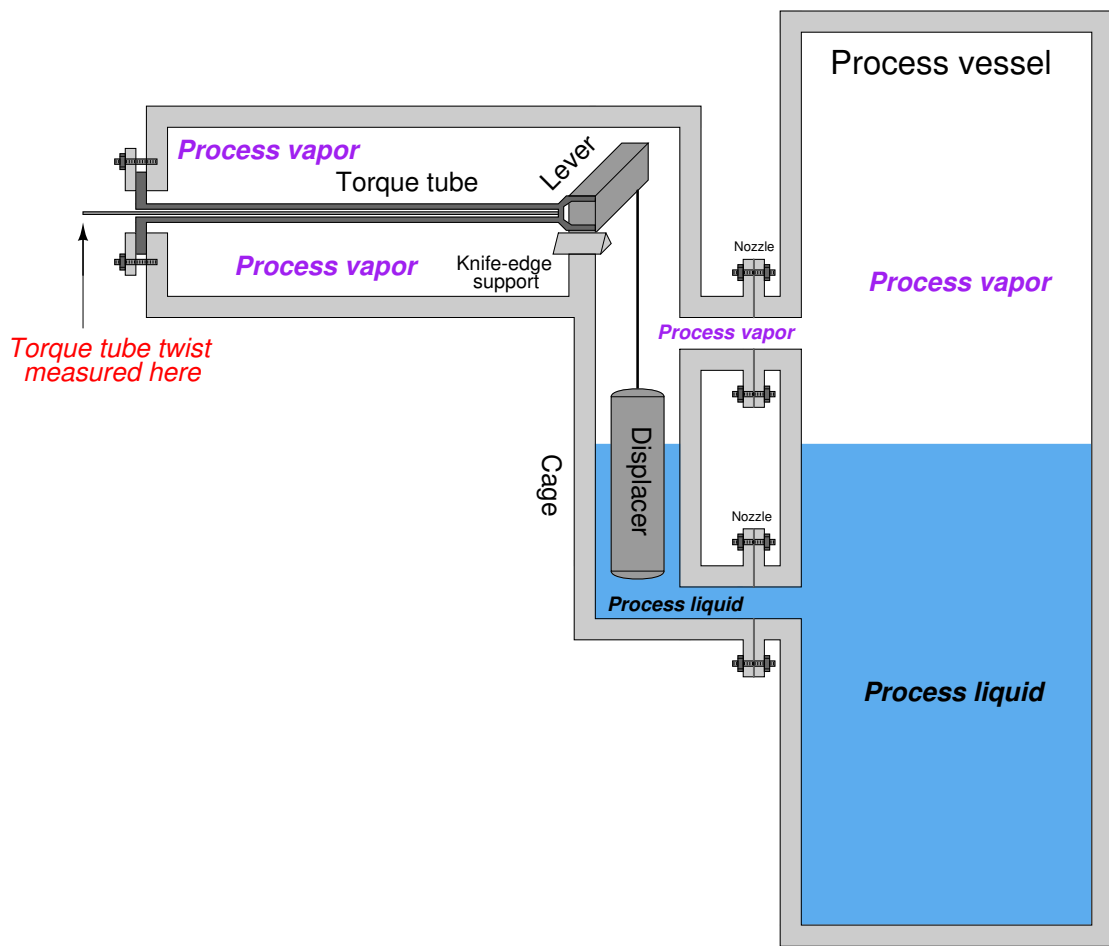 Process vessel
Process vapor
Lever
Torque tube
Nozzle
Process vapor
Knife-edge
support
Process vapor
Process vapor
Torque tube twist
measured here
Displacer
Cage
Nozzle
Process liquid
Process liquid